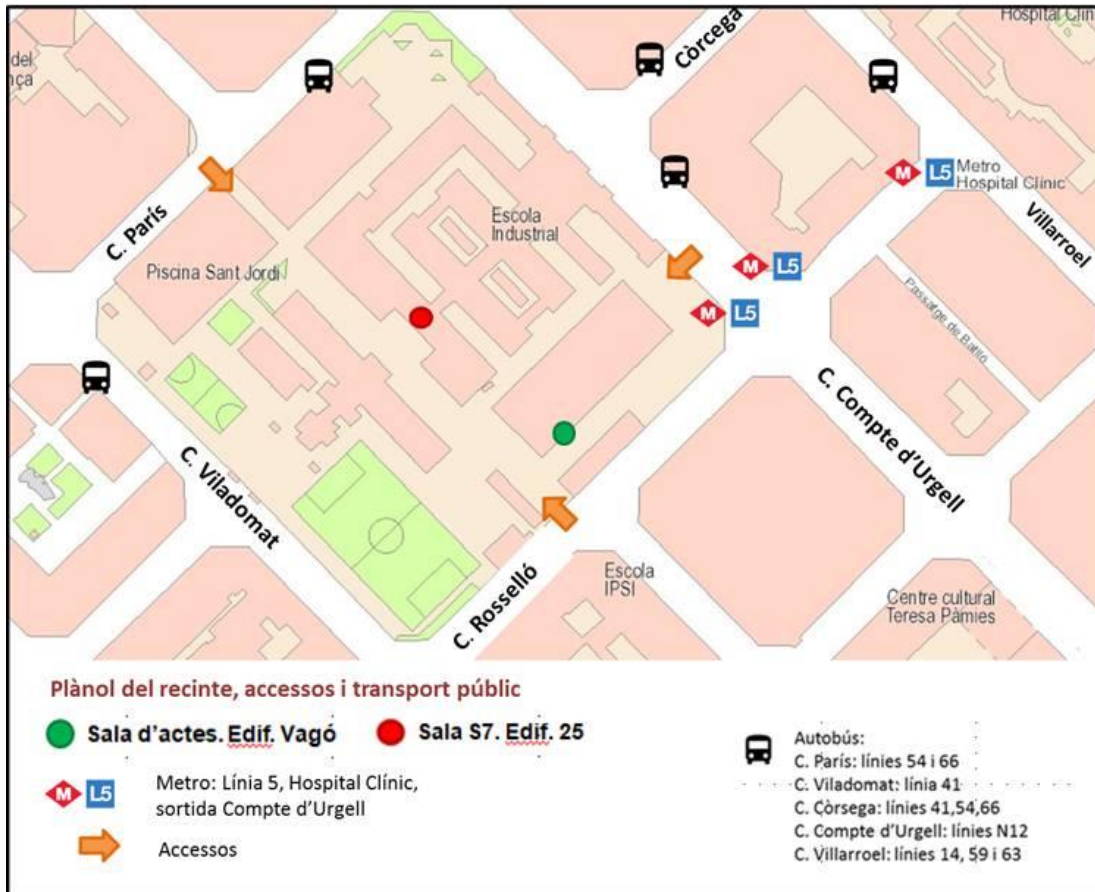 Hospital Clín
Còrcega
del
nça
M L5 Metro
Hospital Clínic
Villarroel
C. París
Escola
Industrial
Piscina Sant Jordi
M L5
M L5
Passatge de Batlló
C. Compte d'Urgell
C. Viladomat
C. Rosselló
Escola
IPSI
Centre cultural
Teresa Pàmies
Plànol del recinte, accessos i transport públic
Sala d'actes. Edif. Vagó
Sala S7. Edif. 25
M L5
Metro: Línia 5, Hospital Clínic,
sortida Compte d'Urgell
Accessos
Autobús:
C. París: línies 54 i 66
C. Viladomat: línia 41
C. Còrsega: línies 41,54,66
C. Compte d'Urgell: línies N12
C. Villarroel: línies 14, 59 i 63